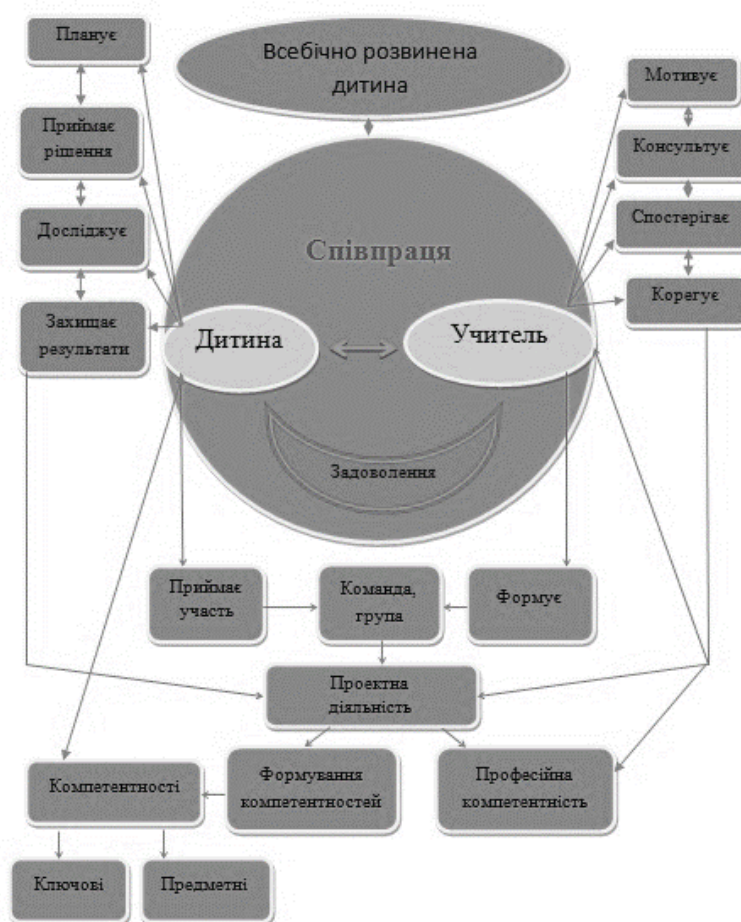 Всебічно розвинена
дитина
Планує
Приймає
рішення
Досліджує
Захищає
результати
Мотивує
Консультує
Спостерігає
Корегує
Співпраця
Дитина
Учитель
Задоволення
Приймає
участь
Команда,
група
Формує
Проектна
діяльність
Компетентності
Формування
компетентностей
Професійна
компетентність
Ключові
Предметні